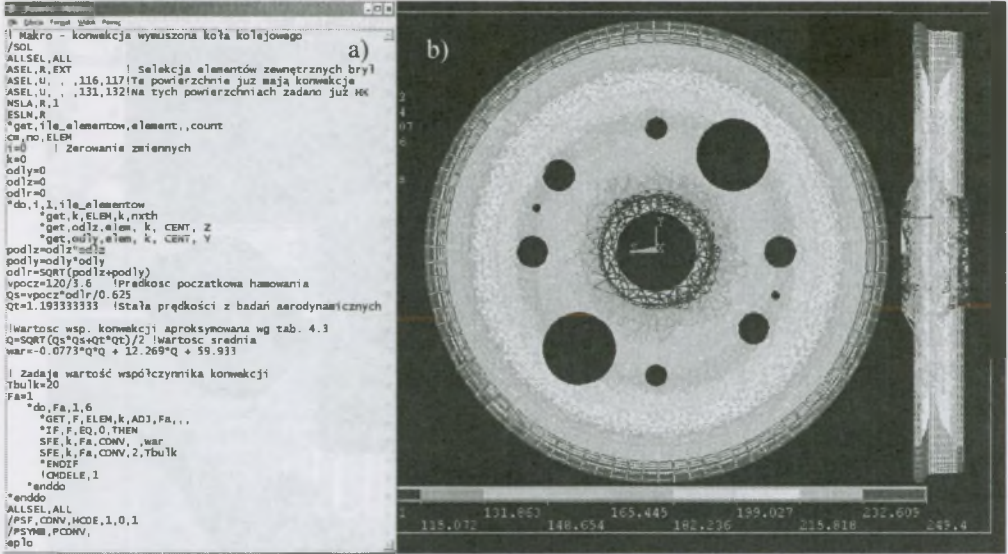 Edycja Format Widok Pomoc
! Makro - konwekcja wymuszona koła kolejowego
a)
/SOL
ALLSEL,ALL
ASEL,R,EXT ! Selekcja elementów zewnętrznych brył
ASEL,U, , ,116,117!Te powierzchnie już mają konwekcje
ASEL,U, , ,131,132!Na tych powierzchniach zadano już HK
NSLA,R,1
ESLN,R
*get,ile_elementow,element,,count
cm,no,ELEM
i=0 ! Zerowanie zmiennych
k=0
odly=0
odlz=0
odlr=0
*do,i,1,ile_elementow
*get,k,ELEM,k,nxth
*get,odlz,elem, k, CENT, Z
*get,odly,elem, k, CENT, Y
podlz=odlz*odlz
podly=odly*odly
odlr=SQRT(podlz+podly)
vpocz=120/3.6 !Predkosc poczatkowa hamowania
Qs=vpocz*odlr/0.625
Qt=1.193333333 !Stała prędkości z badań aerodynamicznych
!Wartosc wsp. konwekcji aproksymowana wg tab. 4.3
Q=SQRT(Qs*Qs+Qt*Qt)/2 !Wartosc srednia
war=-0.0773*Q*Q + 12.269*Q + 59.933
! Zadaje wartość współczynnika konwekcji
Tbulk=20
Fa=1
*do,Fa,1,6
*GET,F,ELEM,k,ADJ,Fa,,,
*IF,F,EQ,0,THEN
SFE,k,Fa,CONV, ,war
SFE,k,Fa,CONV,2,Tbulk
*ENDIF
!CMDELE,1
*enddo
*enddo
ALLSEL,ALL
/PSF,CONV,HCOE,1,0,1
/PSYMB,PCONV,
eplo
b)
131.863 165.445 199.027 232.609
115.072 148.654 182.236 215.818 249.4